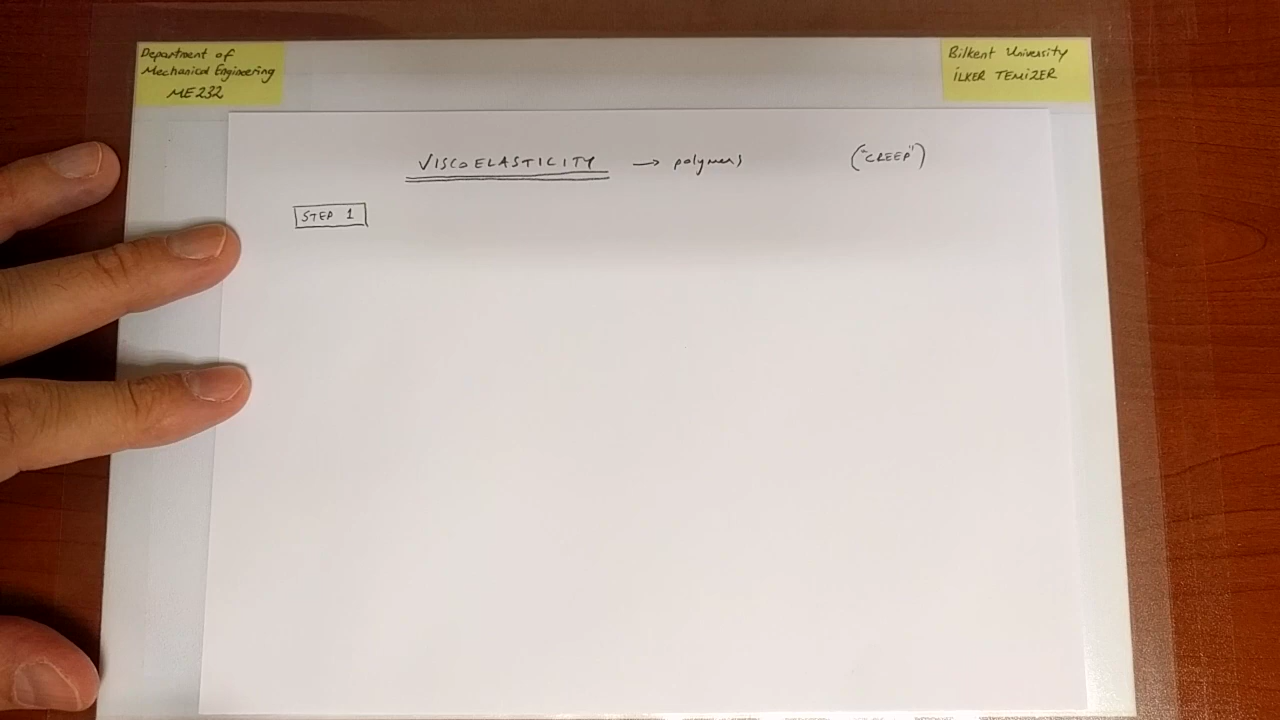 Department of
Mechanical Engineering
ME232
Bilkent University
İLKER TEMİZER
VISCOELASTICITY → polymers ("CREEP")
STEP 1